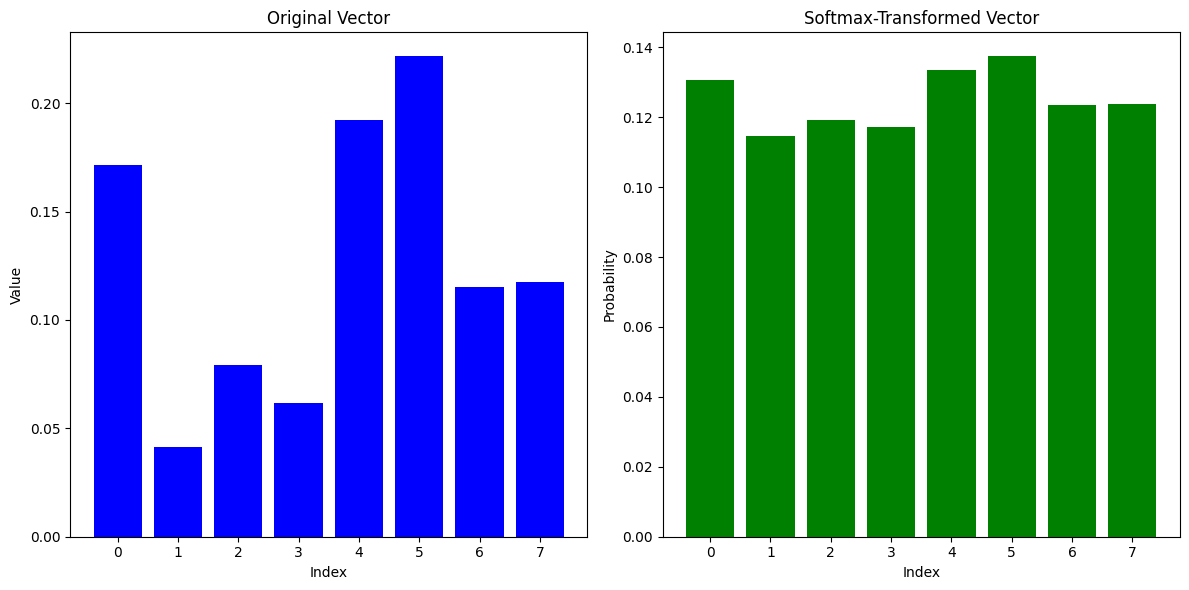 Original Vector
Value
0.20
0.15
0.10
0.05
0.00
0 1 2 3 4 5 6 7
Index
Softmax-Transformed Vector
Probability
0.14
0.12
0.10
0.08
0.06
0.04
0.02
0.00
0 1 2 3 4 5 6 7
Index